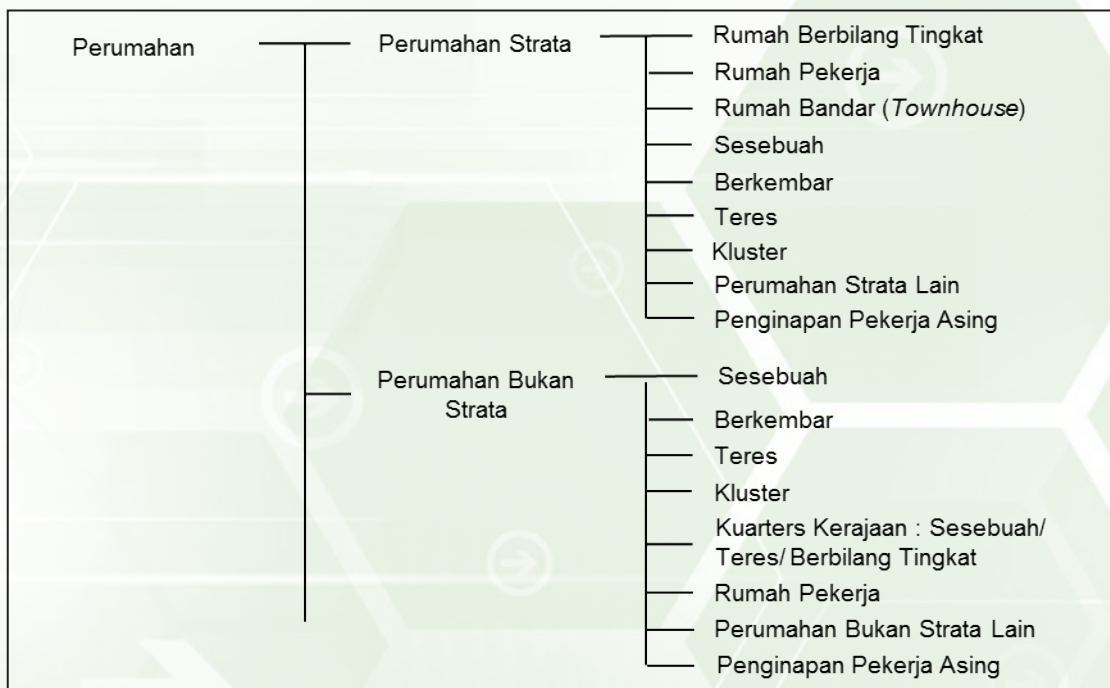 Perumahan
Perumahan Strata
Rumah Berbilang Tingkat
Rumah Pekerja
Rumah Bandar (Townhouse)
Sesebuah
Berkembar
Teres
Kluster
Perumahan Strata Lain
Penginapan Pekerja Asing
Perumahan Bukan
Strata
Sesebuah
Berkembar
Teres
Kluster
Kuarters Kerajaan : Sesebuah/
Teres/ Berbilang Tingkat
Rumah Pekerja
Perumahan Bukan Strata Lain
Penginapan Pekerja Asing